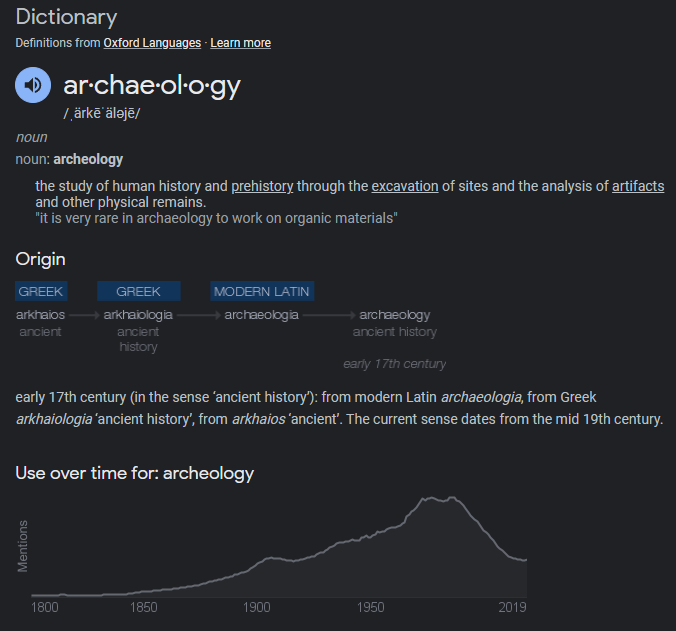 Dictionary
Definitions from Oxford Languages · Learn more
ar·chae·ol·o·gy
/ˌärkēˈäləjē/
noun
noun: archeology
the study of human history and prehistory through the excavation of sites and the analysis of artifacts
and other physical remains.
"it is very rare in archaeology to work on organic materials"
Origin
GREEK GREEK MODERN LATIN
arkhaios arkhaiologia archaeologia archaeology
ancient ancient ancient history
history
early 17th century
early 17th century (in the sense ‘ancient history’): from modern Latin archaeologia, from Greek
arkhaiologia ‘ancient history’, from arkhaios ‘ancient’. The current sense dates from the mid 19th century.
Use over time for: archeology
Mentions
1800 1850 1900 1950 2019